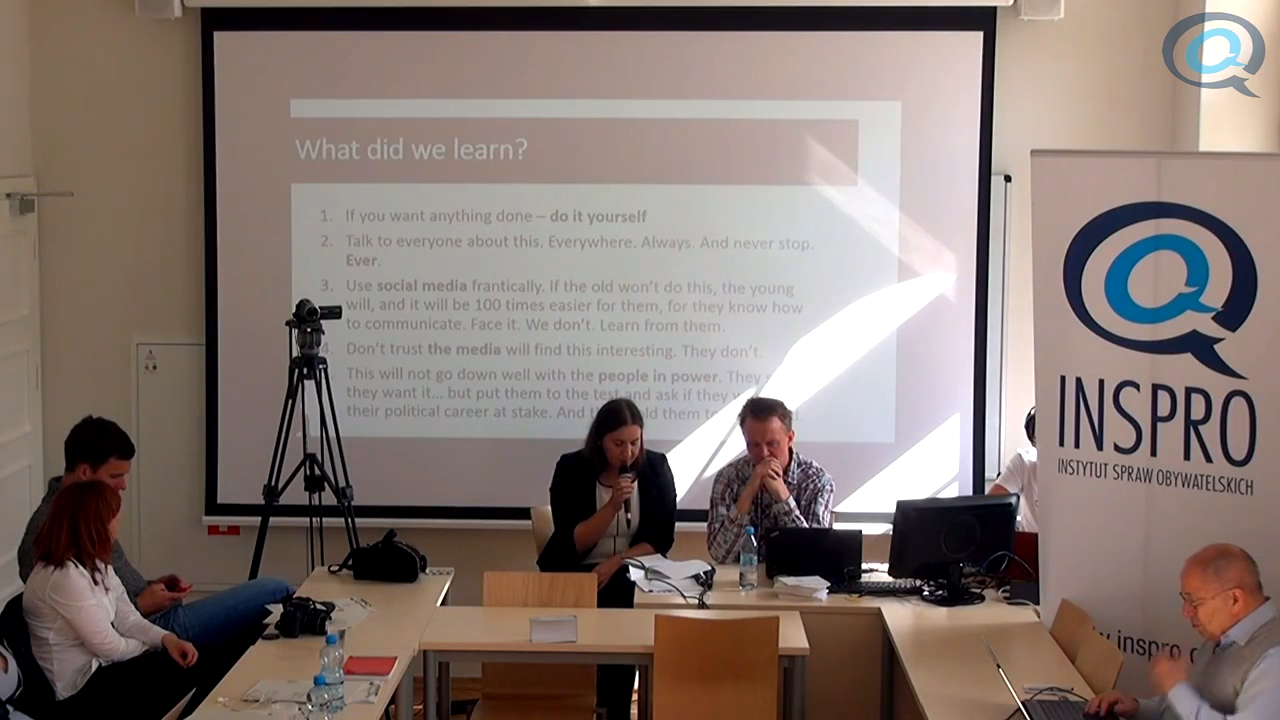 What did we learn?
1. If you want anything done – do it yourself
2. Talk to everyone about this. Everywhere. Always. And never stop.
Ever.
3. Use social media frantically. If the old won't do this, the young
will, and it will be 100 times easier for them, for they know how
to communicate. Face it. We don't. Learn from them.
4. Don't trust the media will find this interesting. They don't.
This will not go down well with the people in power. They
they want it... but put them to the test and ask if they
their political career at stake. And them
INSPRO
INSTYTUT SPRAW OBYWATELSKICH
inspro